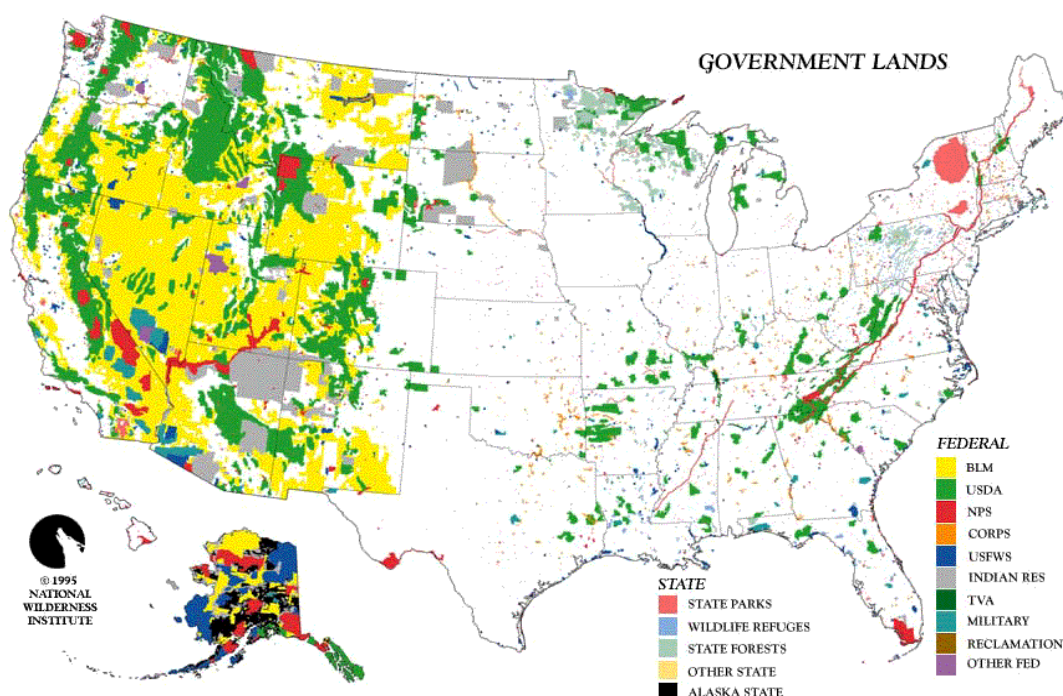 GOVERNMENT LANDS
FEDERAL
BLM
USDA
NPS
CORPS
USFWS
INDIAN RES
TVA
MILITARY
RECLAMATION
OTHER FED
STATE
STATE PARKS
WILDLIFE REFUGES
STATE FORESTS
OTHER STATE
ALASKA STATE
© 1995
NATIONAL
WILDERNESS
INSTITUTE